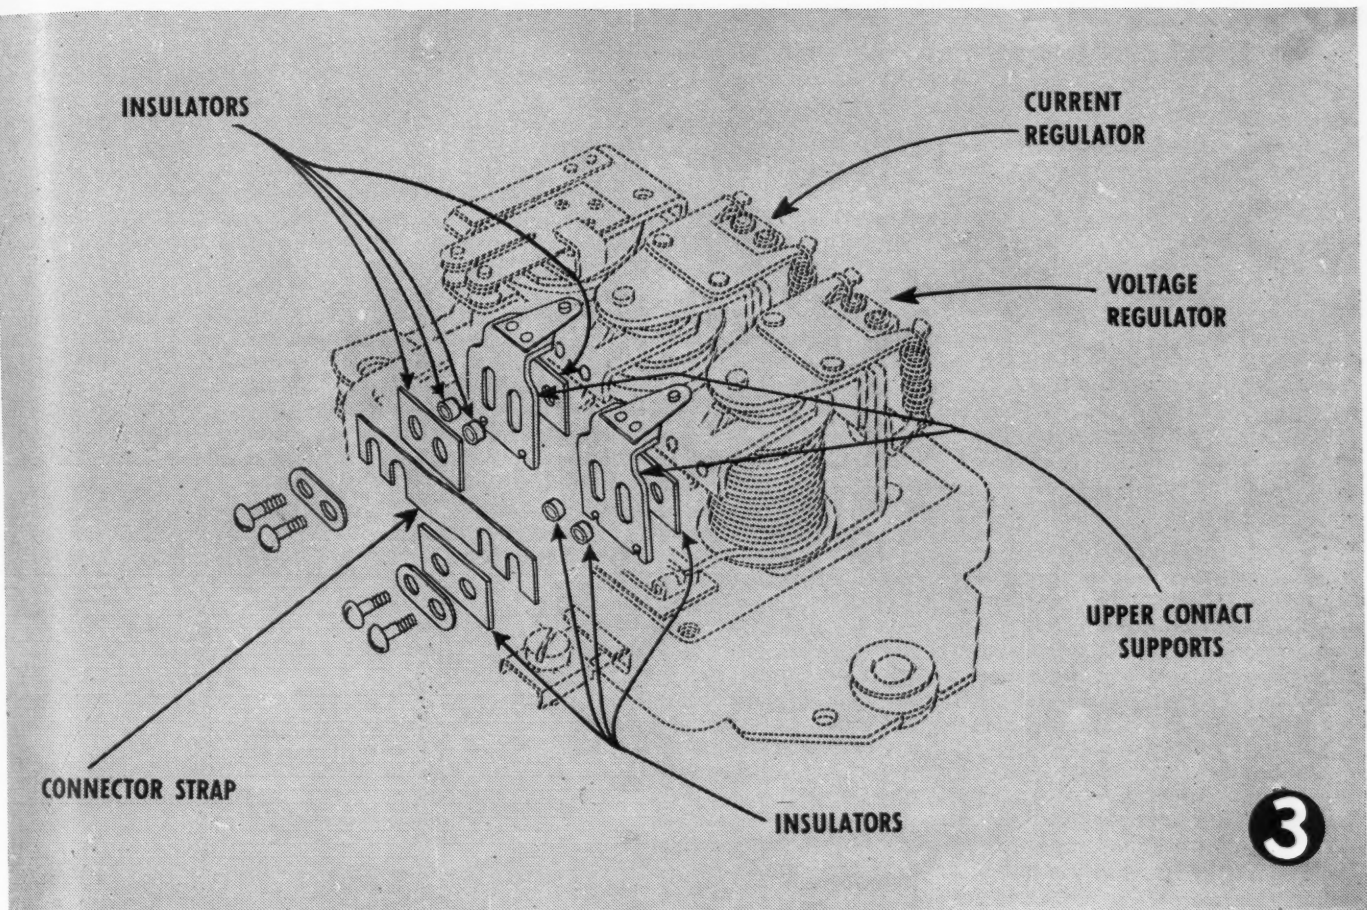 INSULATORS
CURRENT
REGULATOR
VOLTAGE
REGULATOR
UPPER CONTACT
SUPPORTS
CONNECTOR STRAP
INSULATORS
3